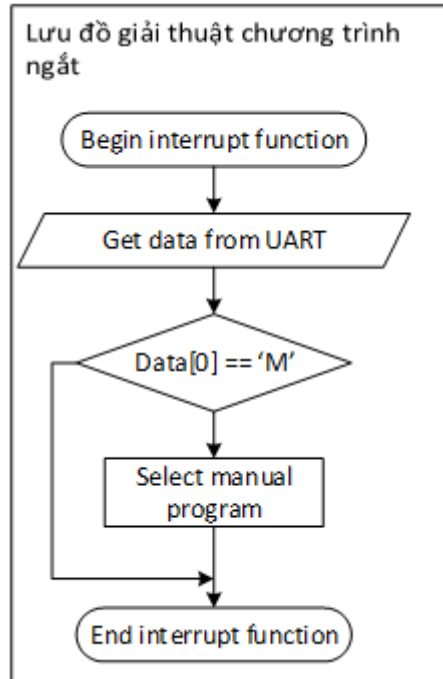 Lưu đồ giải thuật chương trình
ngắt
Begin interrupt function
Get data from UART
Data[0] == ‘M’
Select manual
program
End interrupt function